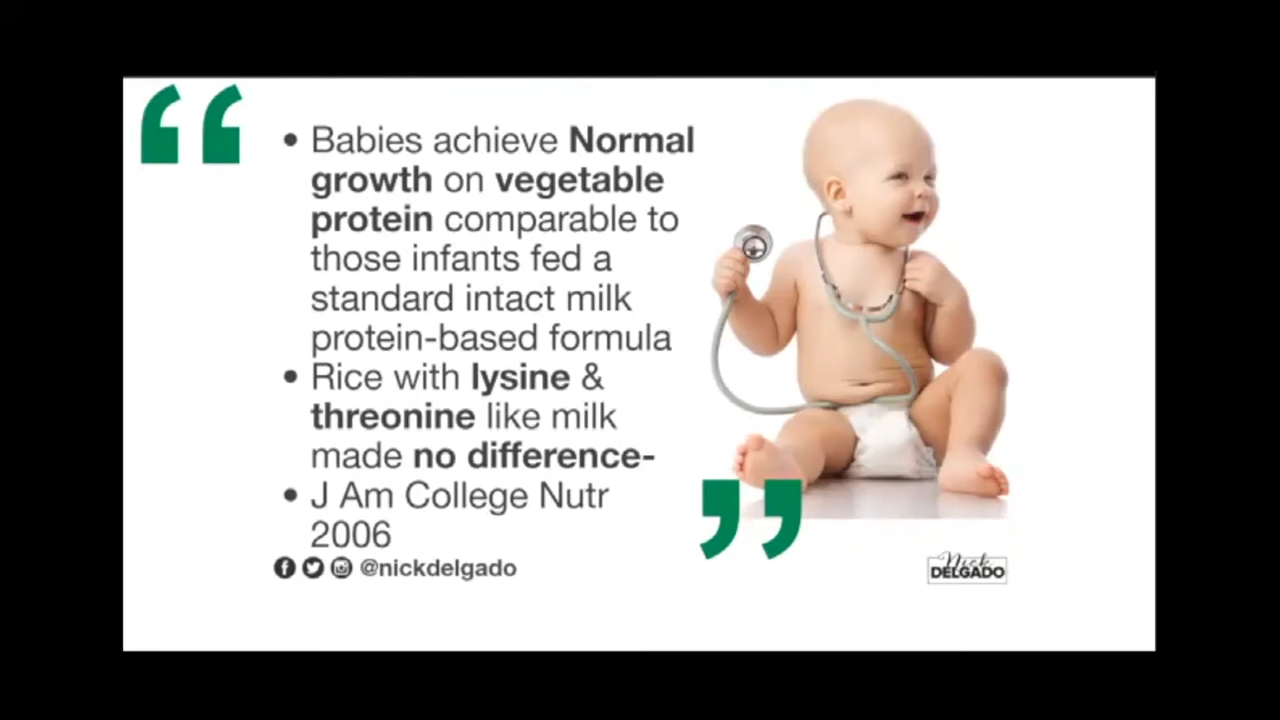 • Babies achieve Normal
growth on vegetable
protein comparable to
those infants fed a
standard intact milk
protein-based formula
• Rice with lysine &
threonine like milk
made no difference-
• J Am College Nutr
2006
@nickdelgado
Nick
DELGADO